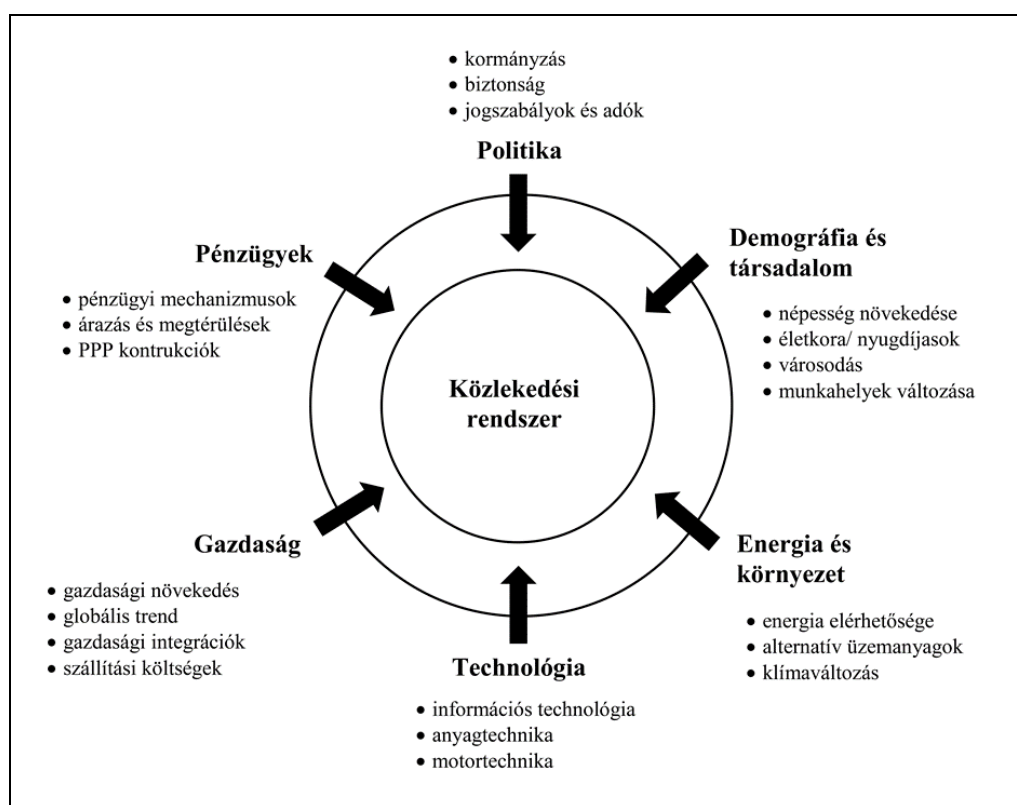 • kormányzás
• biztonság
• jogszabályok és adók
Politika
Pénzügyek
• pénzügyi mechanizmusok
• árazás és megtérülések
• PPP kontrukciók
Demográfia és
társadalom
• népesség növekedése
• életkora/ nyugdíjasok
• városodás
• munkahelyek változása
Közlekedési
rendszer
Gazdaság
• gazdasági növekedés
• globális trend
• gazdasági integrációk
• szállítási költségek
Energia és
környezet
• energia elérhetősége
• alternatív üzemanyagok
• klímaváltozás
Technológia
• információs technológia
• anyagtechnika
• motortechnika